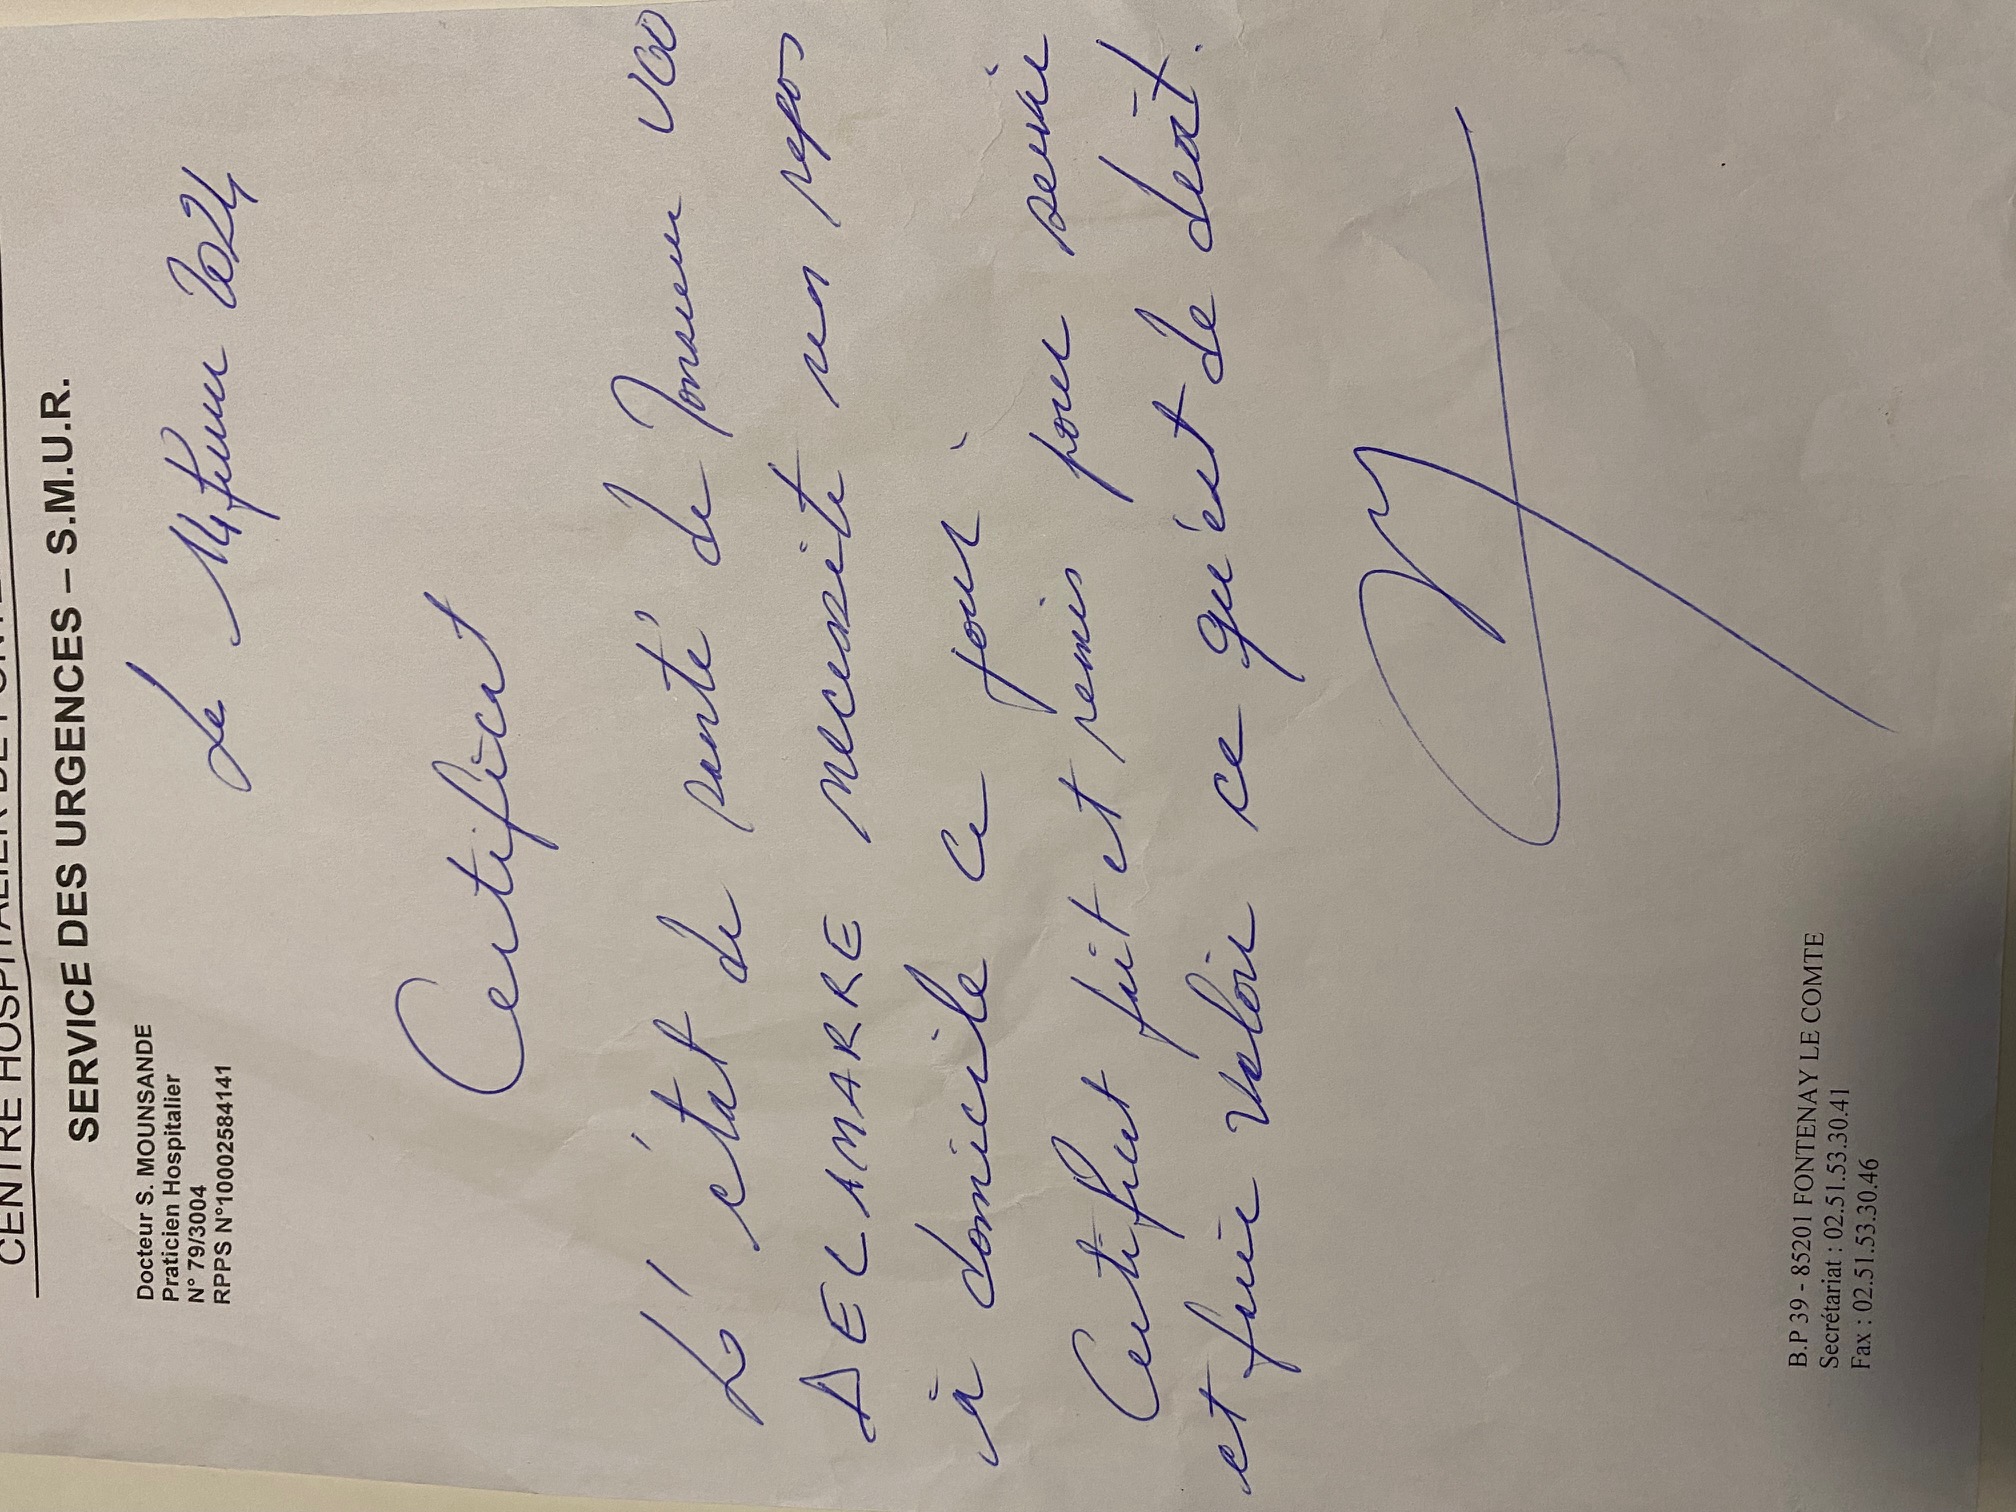 CENTRE HOSPITALIER DE FONTE
SERVICE DES URGENCES – S.M.U.R.
Docteur S. MOUNSANDE
Praticien Hospitalier
N° 79/3004
RPPS N°10002584141
Le 14 février 2024
Certificat
L'état de santé de Monsieur UGO
DELAMARRE necessite un repos
à domicile ce jour.
Certificat fait et remis pour servir
et faire valoir ce qu'est de droit.
B.P 39 - 85201 FONTENAY LE COMTE
Secrétariat : 02.51.53.30.41
Fax : 02.51.53.30.46